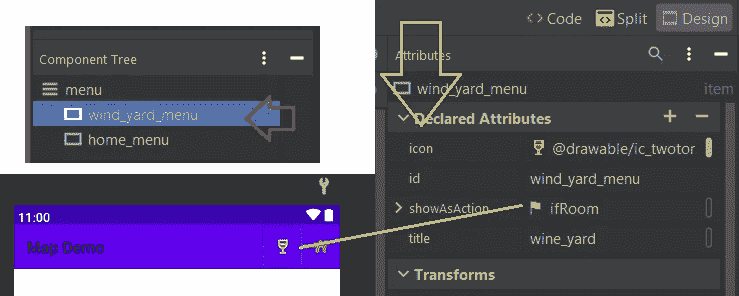 Component Tree
menu
wind_yard_menu
home_menu
11:00
Map Demo
Code
Split
Design
Attributes
wind_yard_menu item
Declared Attributes
icon @drawable/ic_twotor
id wind_yard_menu
showAsAction ifRoom
title wine_yard
Transforms